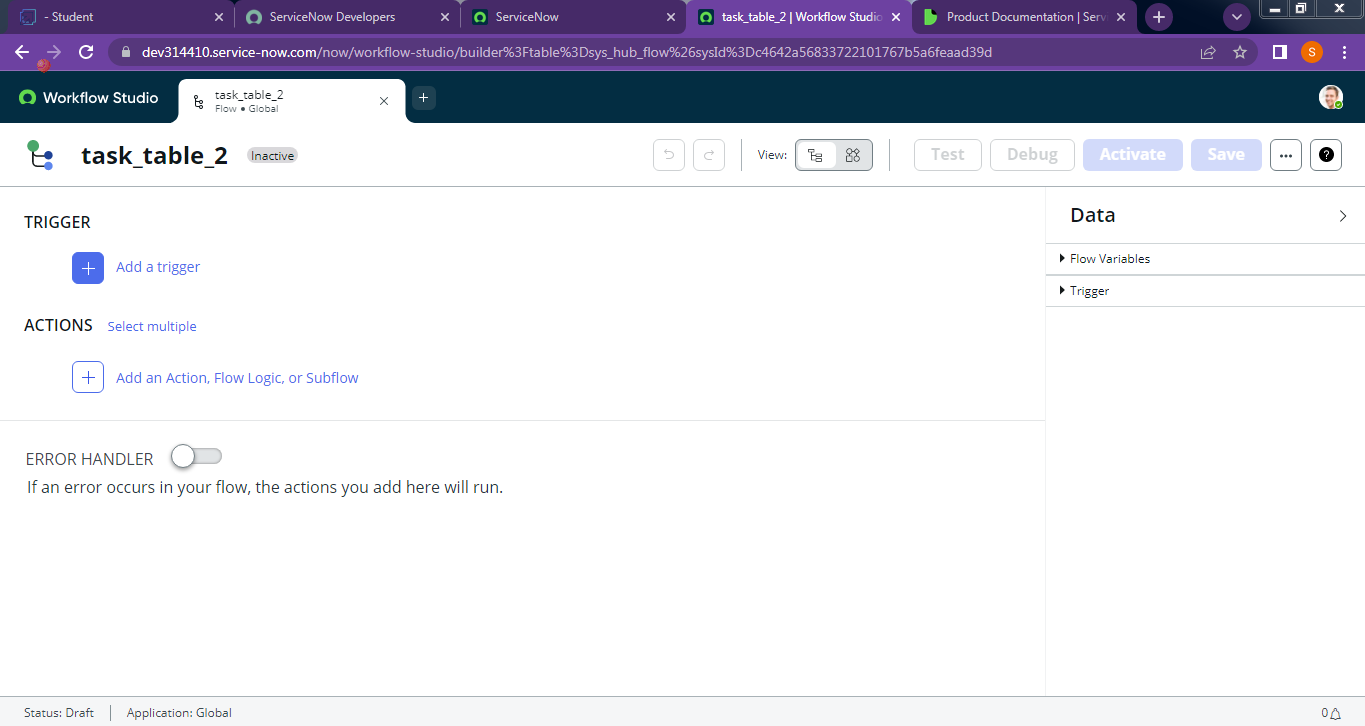 - Student
ServiceNow Developers
ServiceNow
task_table_2 | Workflow Studio
Product Documentation | Serv
S
dev314410.service-now.com/now/workflow-studio/builder%3Ftable%3Dsys_hub_flow%26sysId%3Dc4642a56833722101767b5a6feaad39d
Workflow Studio
task_table_2
Flow • Global
task_table_2
Inactive
View:
Test
Debug
Activate
Save
TRIGGER
Add a trigger
ACTIONS
Select multiple
Add an Action, Flow Logic, or Subflow
ERROR HANDLER
If an error occurs in your flow, the actions you add here will run.
Data
Flow Variables
Trigger
Status: Draft
Application: Global
0